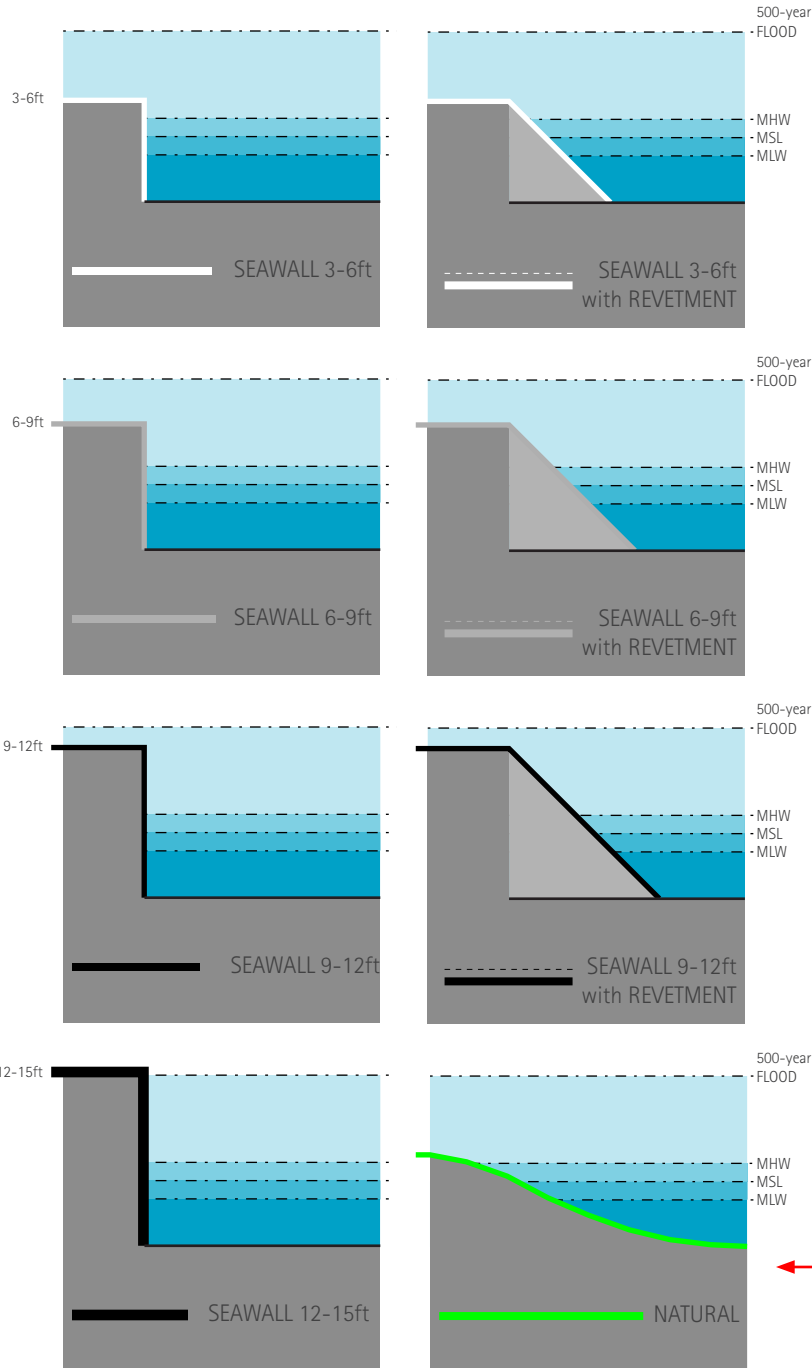 500-year
FLOOD
3-6ft
MHW
MSL
MLW
SEAWALL 3-6ft
SEAWALL 3-6ft
with REVETMENT
500-year
FLOOD
6-9ft
MHW
MSL
MLW
SEAWALL 6-9ft
SEAWALL 6-9ft
with REVETMENT
500-year
FLOOD
9-12ft
MHW
MSL
MLW
SEAWALL 9-12ft
SEAWALL 9-12ft
with REVETMENT
500-year
FLOOD
12-15ft
MHW
MSL
MLW
SEAWALL 12-15ft
NATURAL